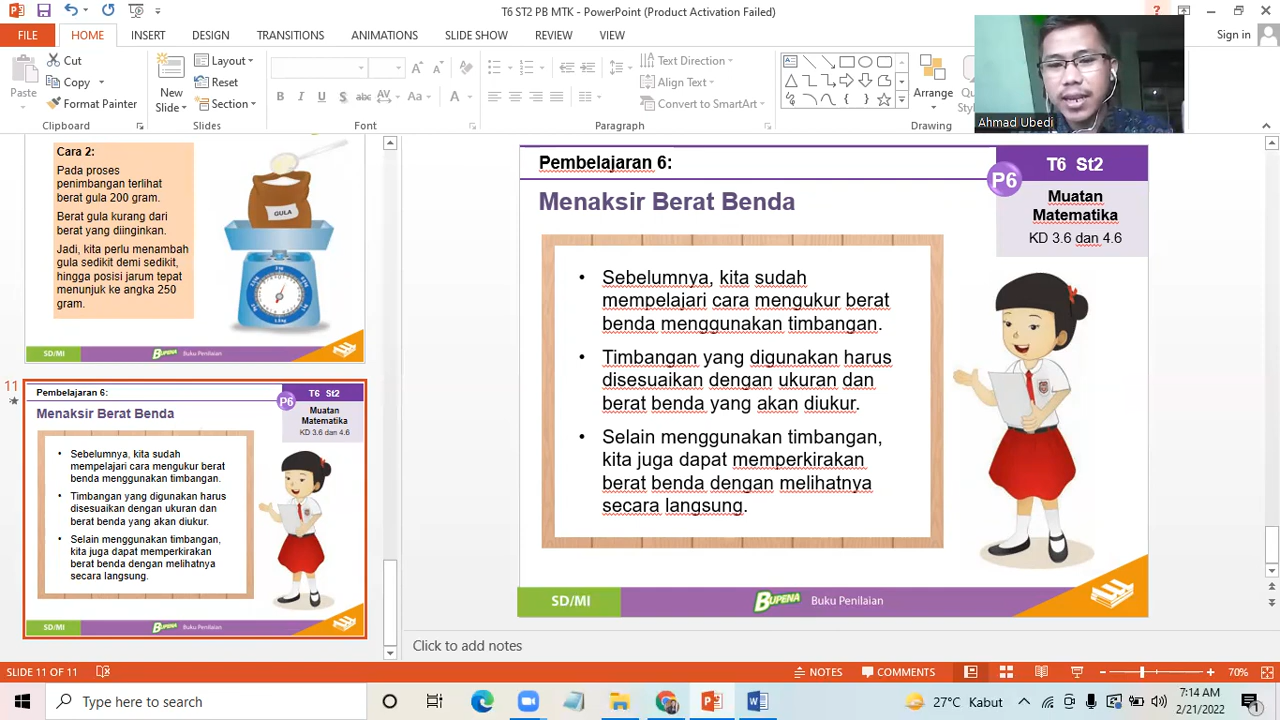 T6 ST2 PB MTK - PowerPoint (Product Activation Failed)
FILE
HOME
INSERT
DESIGN
TRANSITIONS
ANIMATIONS
SLIDE SHOW
REVIEW
VIEW
Sign in
Paste
Cut
Copy
Format Painter
Clipboard
New
Slide
Layout
Reset
Section
Slides
B I U S abc AV Aa A
Font
Text Direction
Align Text
Convert to SmartArt
Paragraph
Arrange
Drawing
Ahmad Ubedi
Cara 2:
Pada proses
penimbangan terlihat
berat gula 200 gram.
Berat gula kurang dari
berat yang diinginkan.
Jadi, kita perlu menambah
gula sedikit demi sedikit,
hingga posisi jarum tepat
menunjuk ke angka 250
gram.
GULA
SD/MI
BUPENA
Buku Penilaian
11
Pembelajaran 6:
T6 St2
P6
Menaksir Berat Benda
Muatan
Matematika
KD 3.6 dan 4.6
• Sebelumnya, kita sudah
mempelajari cara mengukur berat
benda menggunakan timbangan.
• Timbangan yang digunakan harus
disesuaikan dengan ukuran dan
berat benda yang akan diukur.
• Selain menggunakan timbangan,
kita juga dapat memperkirakan
berat benda dengan melihatnya
secara langsung.
SD/MI
BUPENA
Buku Penilaian
Pembelajaran 6:
T6 St2
P6
Menaksir Berat Benda
Muatan
Matematika
KD 3.6 dan 4.6
• Sebelumnya, kita sudah
mempelajari cara mengukur berat
benda menggunakan timbangan.
• Timbangan yang digunakan harus
disesuaikan dengan ukuran dan
berat benda yang akan diukur.
• Selain menggunakan timbangan,
kita juga dapat memperkirakan
berat benda dengan melihatnya
secara langsung.
SD/MI
BUPENA
Buku Penilaian
Click to add notes
SLIDE 11 OF 11
NOTES
COMMENTS
70%
Type here to search
27°C Kabut
7:14 AM
2/21/2022
1